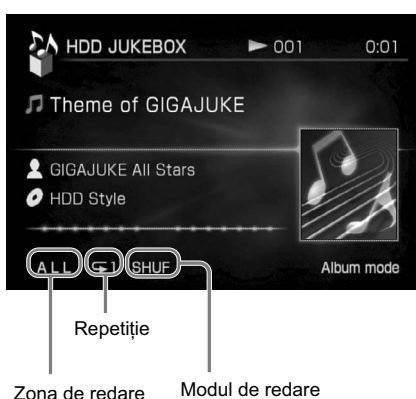 HDD JUKEBOX 001 0:01
Theme of GIGAJUKE
GIGAJUKE All Stars
HDD Style
ALL 1 SHUF Album mode
Repetiție
Zona de redare Modul de redare